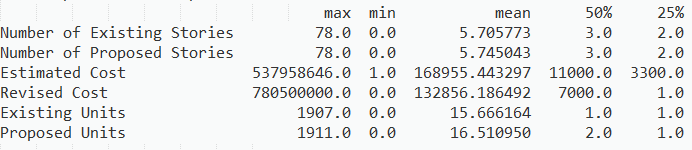 max min mean 50% 25%
Number of Existing Stories 78.0 0.0 5.705773 3.0 2.0
Number of Proposed Stories 78.0 0.0 5.745043 3.0 2.0
Estimated Cost 537958646.0 1.0 168955.443297 11000.0 3300.0
Revised Cost 780500000.0 0.0 132856.186492 7000.0 1.0
Existing Units 1907.0 0.0 15.666164 1.0 1.0
Proposed Units 1911.0 0.0 16.510950 2.0 1.0